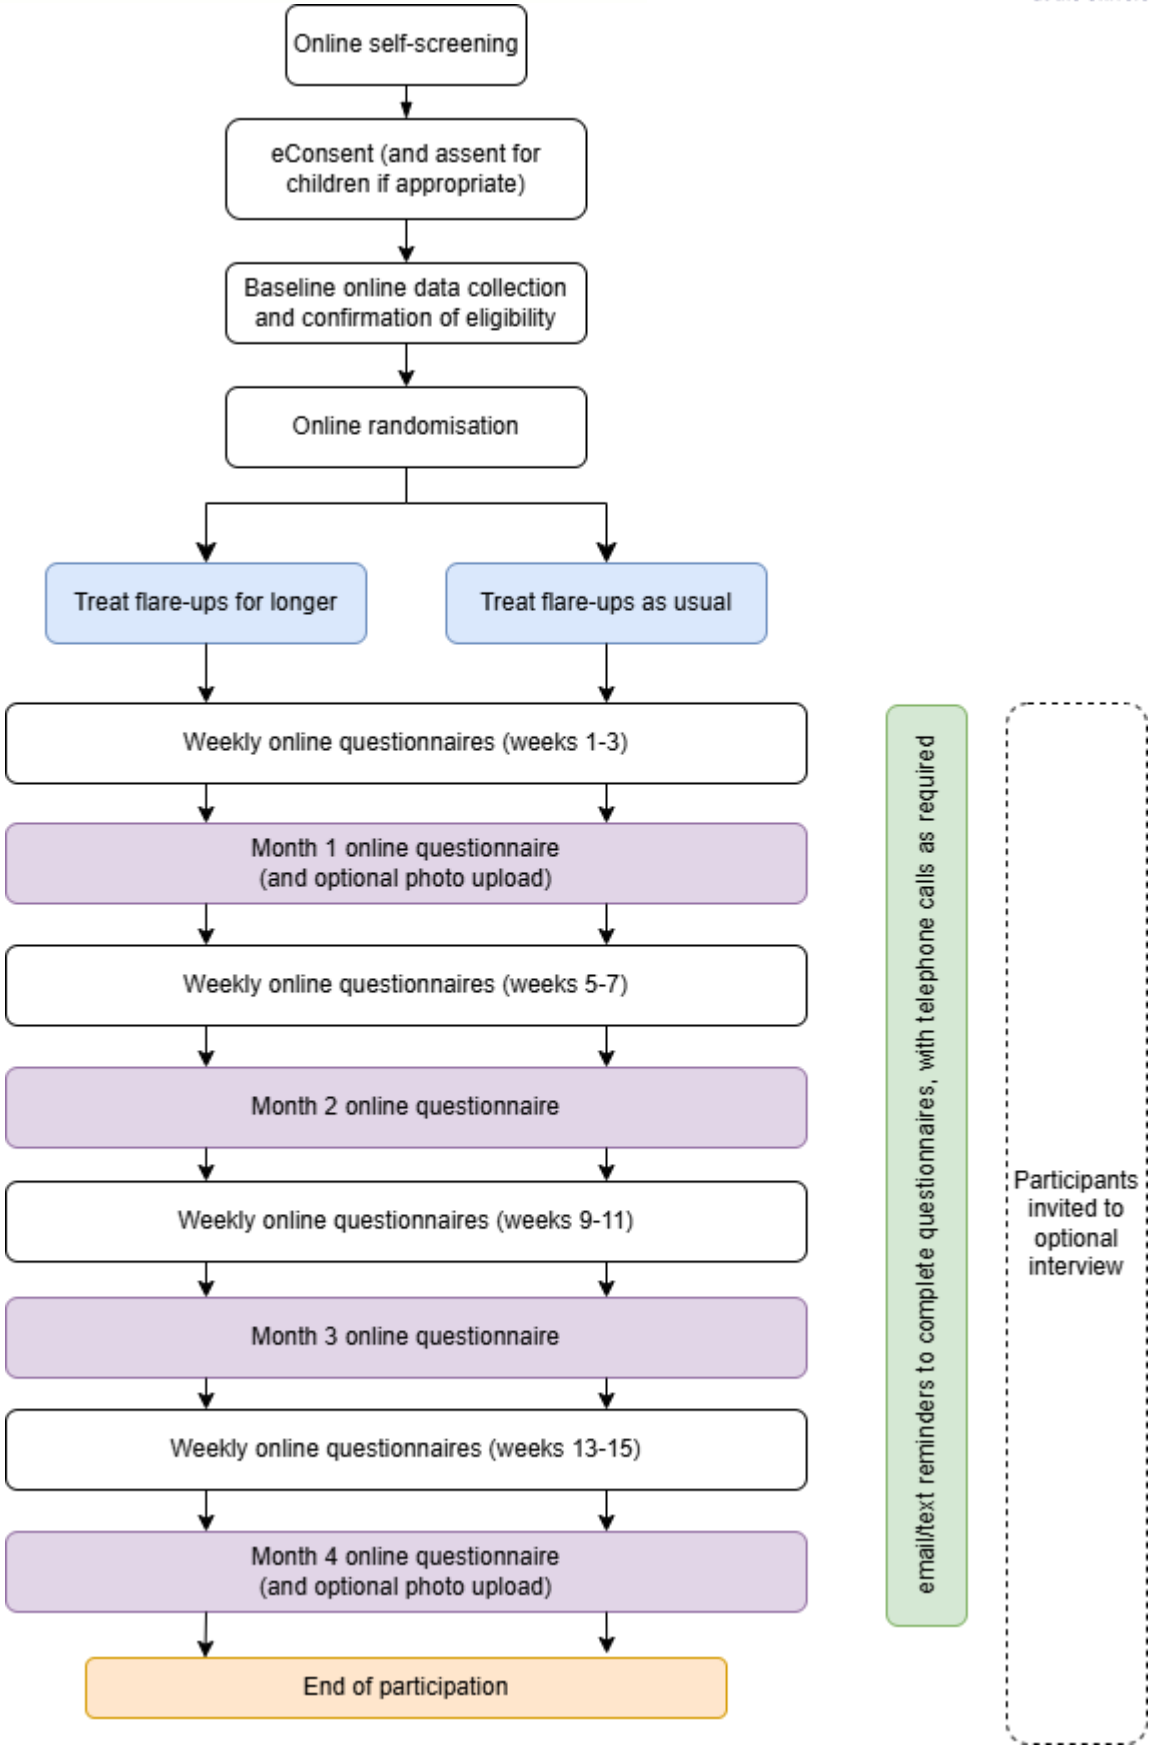 Online self-screening
eConsent (and assent for
children if appropriate)
Baseline online data collection
and confirmation of eligibility
Online randomisation
Treat flare-ups for longer
Treat flare-ups as usual
Weekly online questionnaires (weeks 1-3)
Month 1 online questionnaire
(and optional photo upload)
Weekly online questionnaires (weeks 5-7)
Month 2 online questionnaire
Weekly online questionnaires (weeks 9-11)
Month 3 online questionnaire
Weekly online questionnaires (weeks 13-15)
Month 4 online questionnaire
(and optional photo upload)
End of participation
email/text reminders to complete questionnaires, with telephone calls as required
Participants
invited to
optional
interview